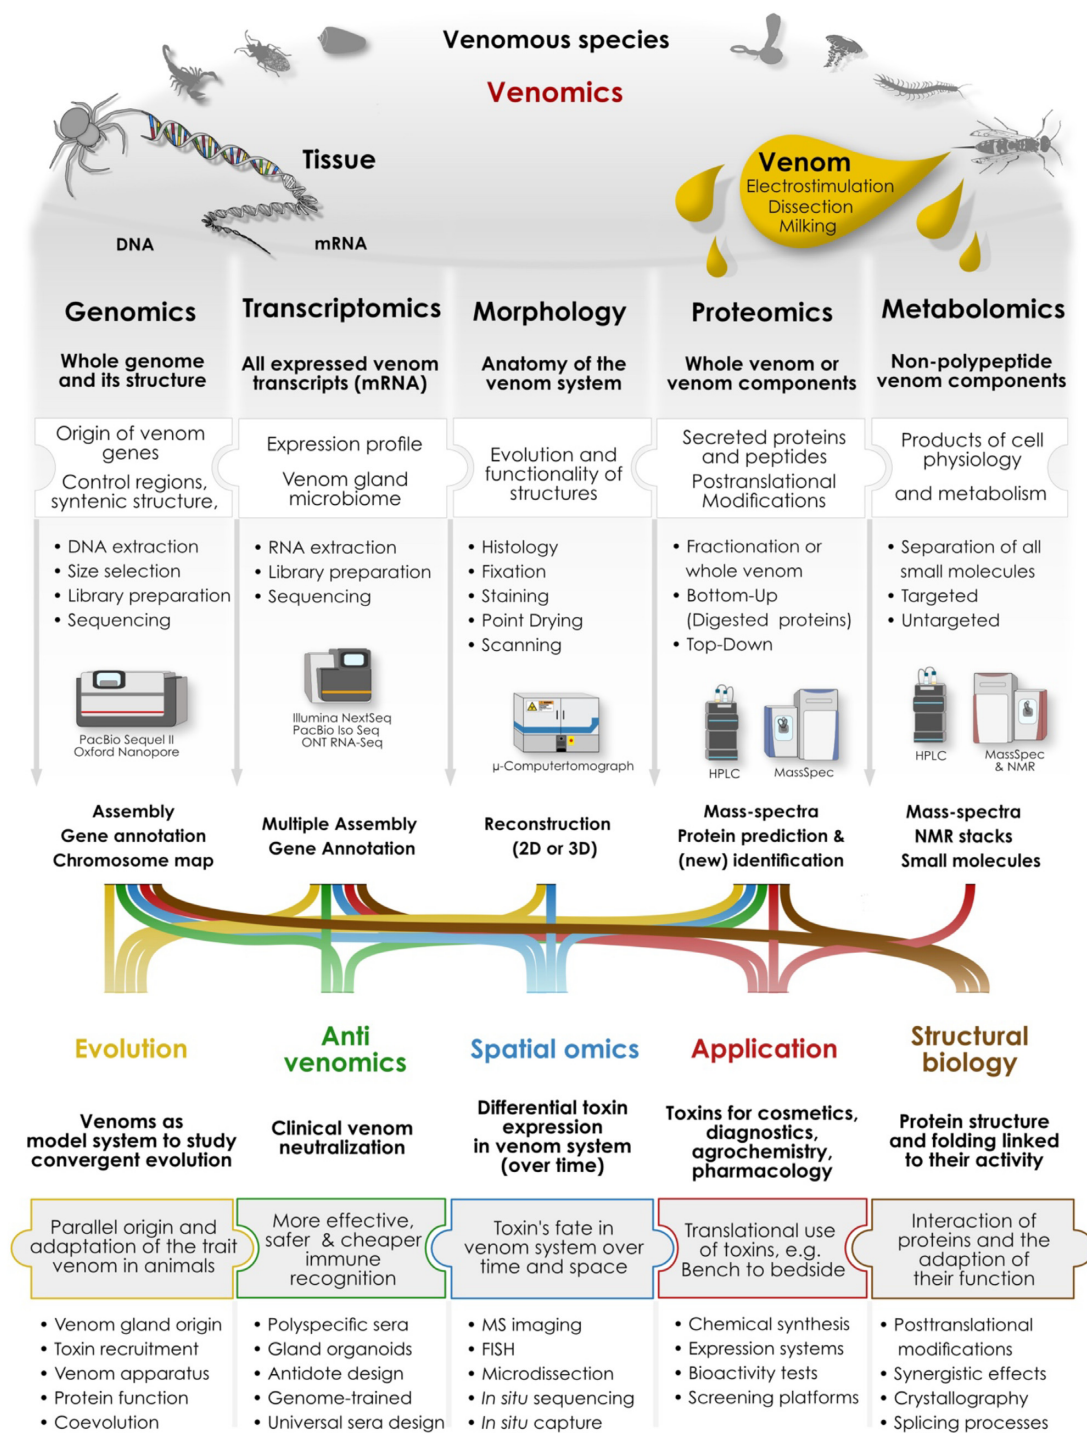 Venomous species
Venomics
Tissue
Venom
Electrostimulation
Dissection
Milking
DNA
mRNA
Genomics
Whole genome
and its structure
Origin of venom
genes
Control regions,
syntenic structure,
• DNA extraction
• Size selection
• Library preparation
• Sequencing
PacBio Sequel II
Oxford Nanopore
Assembly
Gene annotation
Chromosome map
Transcriptomics
All expressed venom
transcripts (mRNA)
Expression profile
Venom gland
microbiome
• RNA extraction
• Library preparation
• Sequencing
Illumina NextSeq
PacBio Iso Seq
ONT RNA-Seq
Multiple Assembly
Gene Annotation
Morphology
Anatomy of the
venom system
Evolution and
functionality of
structures
• Histology
• Fixation
• Staining
• Point Drying
• Scanning
µ-Computertomograph
Reconstruction
(2D or 3D)
Proteomics
Whole venom or
venom components
Secreted proteins
and peptides
Postranslational
Modifications
• Fractionation or
whole venom
• Bottom-Up
(Digested proteins)
• Top-Down
HPLC
MassSpec
Mass-spectra
Protein prediction &
(new) identification
Metabolomics
Non-polypeptide
venom components
Products of cell
physiology
and metabolism
• Separation of all
small molecules
• Targeted
• Untargeted
HPLC
MassSpec
& NMR
Mass-spectra
NMR stacks
Small molecules
Evolution
Venoms as
model system to study
convergent evolution
Parallel origin and
adaptation of the trait
venom in animals
• Venom gland origin
• Toxin recruitment
• Venom apparatus
• Protein function
• Coevolution
Anti
venomics
Clinical venom
neutralization
More effective,
safer & cheaper
immune
recognition
• Polyspecific sera
• Gland organoids
• Antidote design
• Genome-trained
• Universal sera design
Spatial omics
Differential toxin
expression
in venom system
(over time)
Toxin's fate in
venom system over
time and space
• MS imaging
• FISH
• Microdissection
• In situ sequencing
• In situ capture
Application
Toxins for cosmetics,
diagnostics,
agrochemistry,
pharmacology
Translational use
of toxins, e.g.
Bench to bedside
• Chemical synthesis
• Expression systems
• Bioactivity tests
• Screening platforms
Structural
biology
Protein structure
and folding linked
to their activity
Interaction of
proteins and the
adaption of
their function
• Posttranslational
modifications
• Synergistic effects
• Crystallography
• Splicing processes